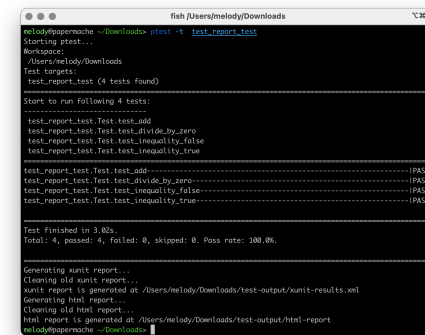 fish /Users/melody/Downloads
⌥⌘
melody@papermache ~/Downloads> ptest -t test_report_test
Starting ptest...
Workspace:
 /Users/melody/Downloads
Test targets:
 test_report_test (4 tests found)
================================================================================
Start to run following 4 tests:
------------------------------
 test_report_test.Test.test_add
 test_report_test.Test.test_divide_by_zero
 test_report_test.Test.test_inequality_false
 test_report_test.Test.test_inequality_true
================================================================================
test_report_test.Test.test_add----------------------------------------------------------------|PAS
test_report_test.Test.test_divide_by_zero-----------------------------------------------------|PAS
test_report_test.Test.test_inequality_false---------------------------------------------------|PAS
test_report_test.Test.test_inequality_true----------------------------------------------------|PAS
================================================================================
Test finished in 3.02s.
Total: 4, passed: 4, failed: 0, skipped: 0. Pass rate: 100.0%.
================================================================================
Generating xunit report...
Cleaning old xunit report...
xunit report is generated at /Users/melody/Downloads/test-output/xunit-results.xml
Generating html report...
Cleaning old html report...
html report is generated at /Users/melody/Downloads/test-output/html-report
melody@papermache ~/Downloads>